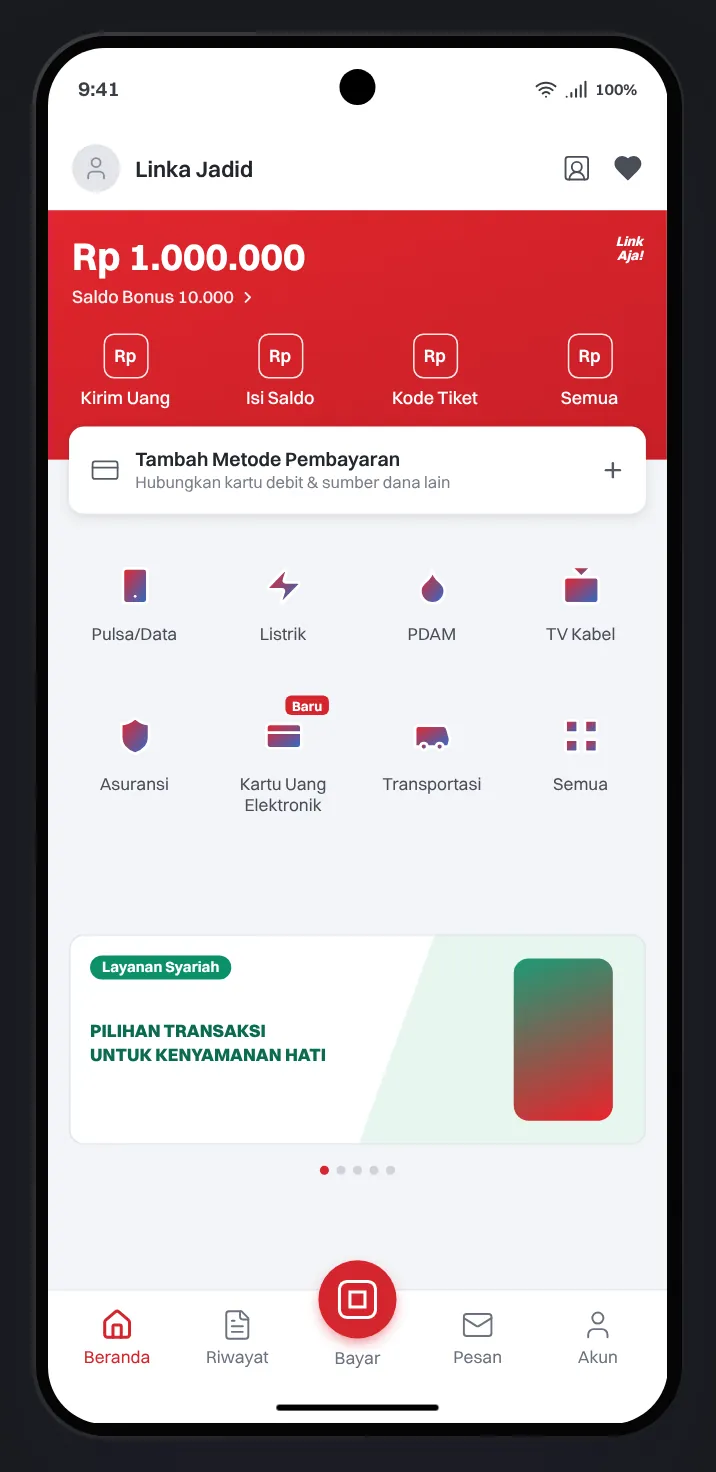 9:41
100%
Linka Jadid
Rp 1.000.000
Link
Aja!
Saldo Bonus 10.000
Rp
Rp
Rp
Rp
Kirim Uang
Isi Saldo
Kode Tiket
Semua
Tambah Metode Pembayaran
Hubungkan kartu debit & sumber dana lain
Pulsa/Data
Listrik
PDAM
TV Kabel
Baru
Asuransi
Kartu Uang
Elektronik
Transportasi
Semua
Layanan Syariah
PILIHAN TRANSAKSI
UNTUK KENYAMANAN HATI
Beranda
Riwayat
Bayar
Pesan
Akun